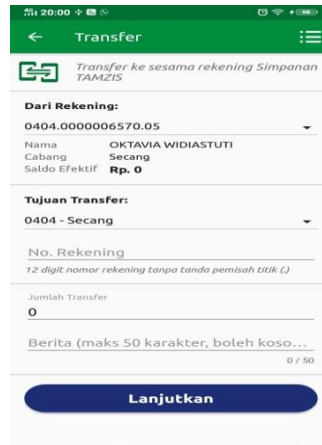 20:00
Transfer
Transfer ke sesama rekening Simpanan
TAMZIS
Dari Rekening:
0404.0000006570.05
Nama OKTAVIA WIDIASTUTI
Cabang Secang
Saldo Efektif Rp. 0
Tujuan Transfer:
0404 - Secang
No. Rekening
12 digit nomor rekening tanpa tanda pemisah titik (.)
Jumlah Transfer
0
Berita (maks 50 karakter, boleh koso...
0 / 50
Lanjutkan